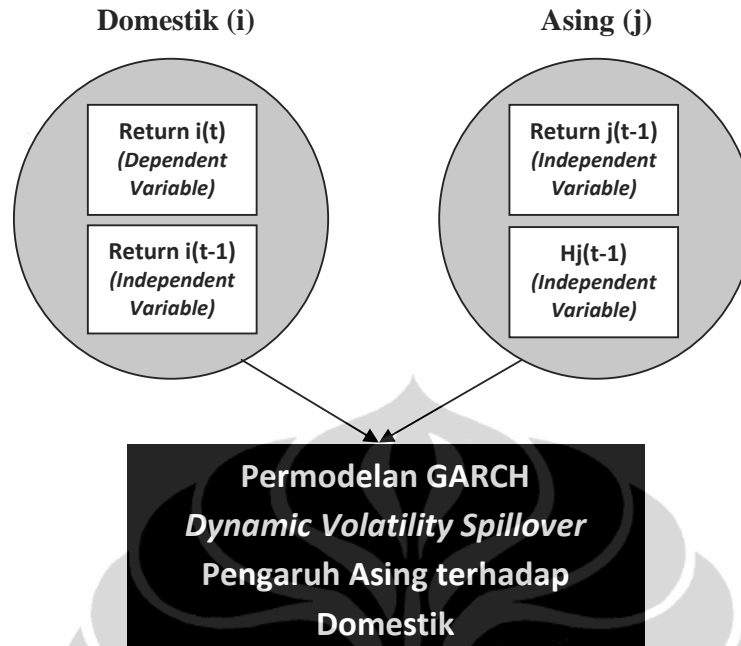 Domestik (i)
Asing (j)
Return i(t)
(Dependent
Variable)
Return i(t-1)
(Independent
Variable)
Return j(t-1)
(Independent
Variable)
Hj(t-1)
(Independent
Variable)
Permodelan GARCH
Dynamic Volatility Spillover
Pengaruh Asing terhadap
Domestik